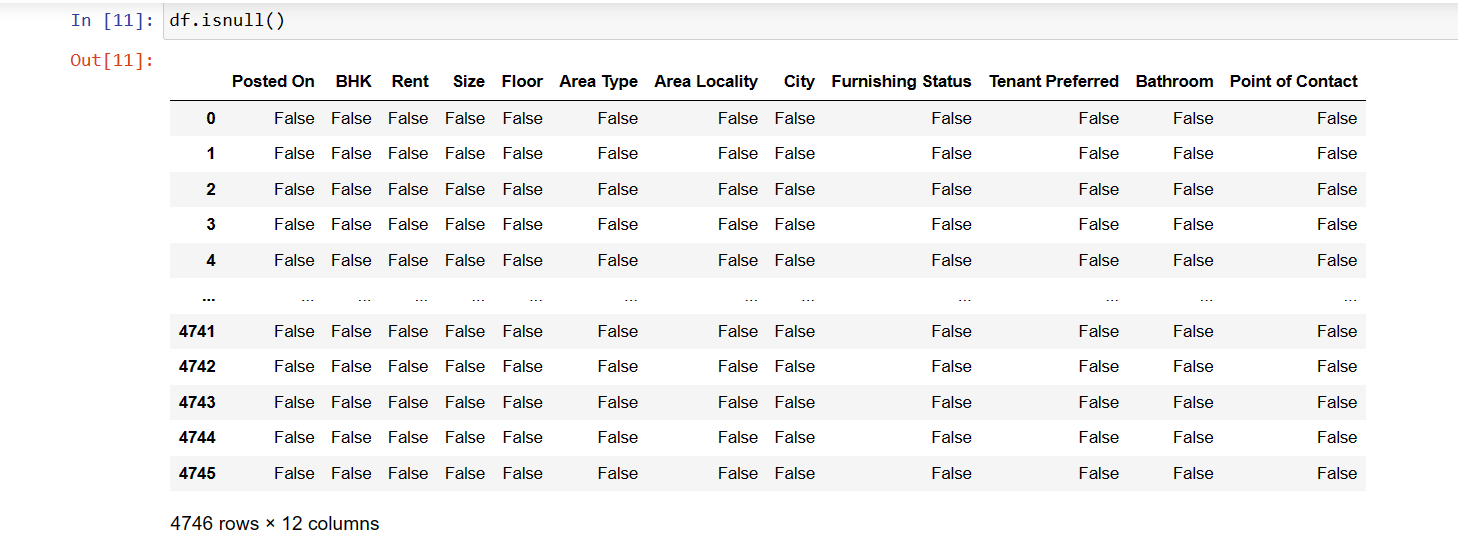 In [11]: df.isnull()
Out[11]:
Posted On BHK Rent Size Floor Area Type Area Locality City Furnishing Status Tenant Preferred Bathroom Point of Contact
0 False False False False False False False False False False False False
1 False False False False False False False False False False False False
2 False False False False False False False False False False False False
3 False False False False False False False False False False False False
4 False False False False False False False False False False False False
... ... ... ... ... ... ... ... ... ... ... ... ...
4741 False False False False False False False False False False False False
4742 False False False False False False False False False False False False
4743 False False False False False False False False False False False False
4744 False False False False False False False False False False False False
4745 False False False False False False False False False False False False
4746 rows × 12 columns